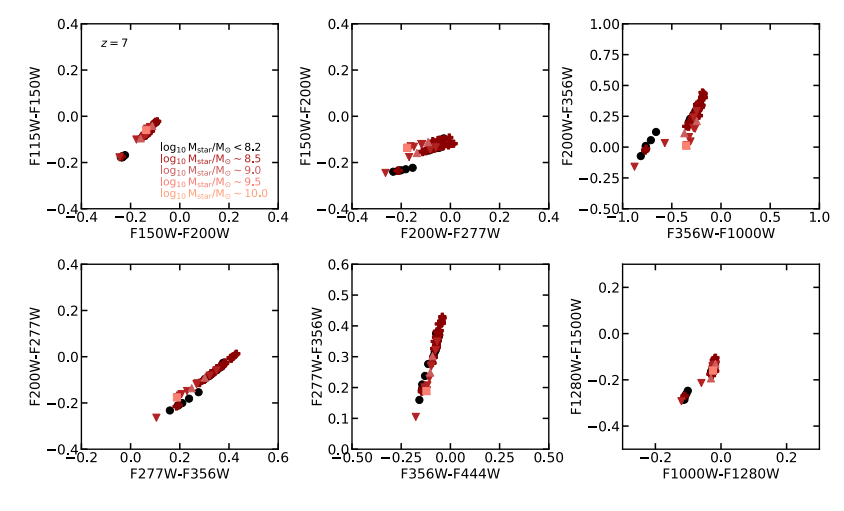 0.4
0.2
0.0
−0.2
−0.4
F115W-F150W
z = 7
log10 Mstar/M⊙ < 8.2
log10 Mstar/M⊙ ~ 8.5
log10 Mstar/M⊙ ~ 9.0
log10 Mstar/M⊙ ~ 9.5
log10 Mstar/M⊙ ~ 10.0
−0.4 −0.2 0.0 0.2 0.4
F150W-F200W
0.4
0.2
0.0
−0.2
−0.4
F150W-F200W
−0.4 −0.2 0.0 0.2 0.4
F200W-F277W
1.00
0.75
0.50
0.25
0.00
−0.25
−0.50
F200W-F356W
−1.0 −0.5 0.0 0.5 1.0
F356W-F1000W
0.4
0.2
0.0
−0.2
−0.4
F200W-F277W
−0.2 0.0 0.2 0.4 0.6
F277W-F356W
0.6
0.5
0.4
0.3
0.2
0.1
0.0
F277W-F356W
−0.50 −0.25 0.00 0.25 0.50
F356W-F444W
0.2
0.0
−0.2
−0.4
F1280W-F1500W
−0.2 0.0 0.2
F1000W-F1280W